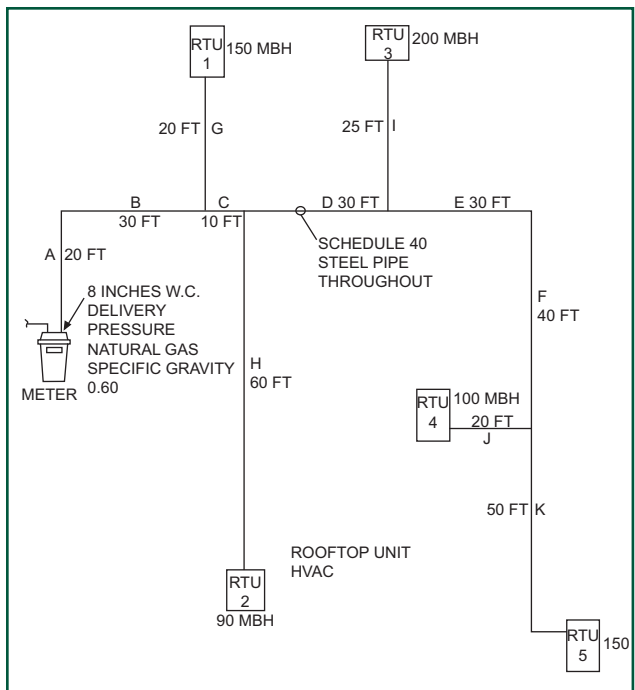 RTU
1
150 MBH
RTU
3
200 MBH
20 FT G
25 FT I
B
30 FT
C
10 FT
D 30 FT
E 30 FT
A 20 FT
SCHEDULE 40
STEEL PIPE
THROUGHOUT
8 INCHES W.C.
DELIVERY
PRESSURE
NATURAL GAS
SPECIFIC GRAVITY
0.60
METER
F
40 FT
H
60 FT
RTU
4
100 MBH
20 FT
J
50 FT K
ROOFTOP UNIT
HVAC
RTU
2
90 MBH
RTU
5
150